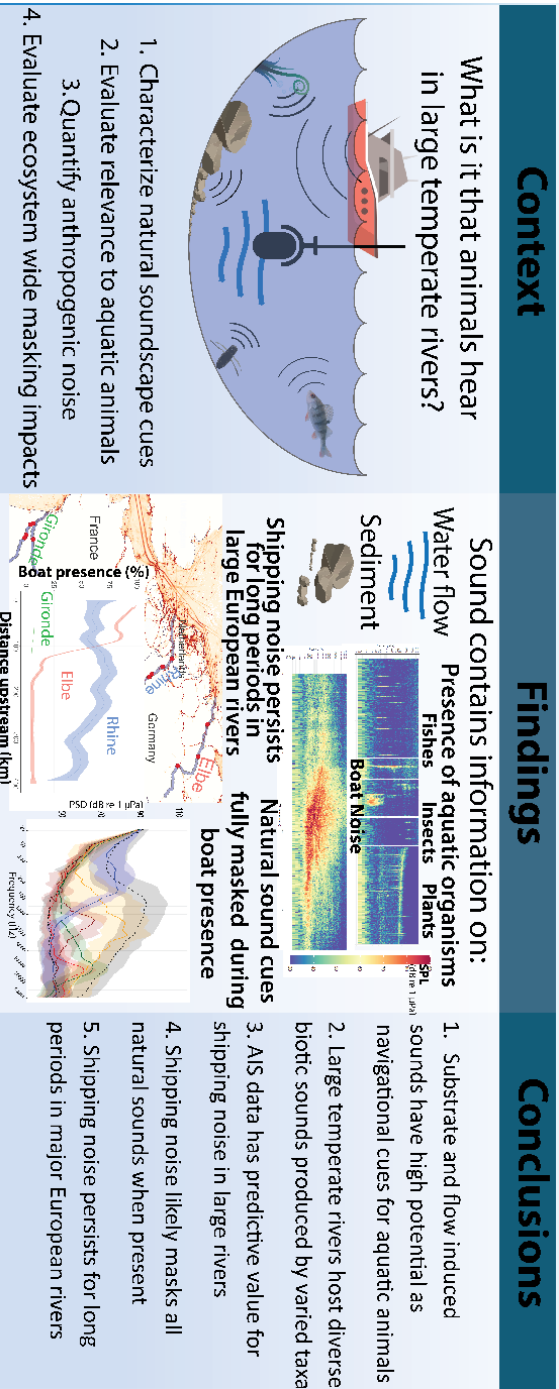 Context
What is it that animals hear
in large temperate rivers?
1. Characterize natural soundscape cues
2. Evaluate relevance to aquatic animals
3.Quantify anthropogenic noise
4. Evaluate ecosystem wide masking impacts
Findings
Sound contains information on:
Water flow
Sediment
Presence of aquatic organisms
Fishes
Insects
Plants
Boat Noise
SPL
(dB re 1 µPa)
Shipping noise persists
for long periods in
large European rivers
France
Netherlands
Germany
Gironde
Rhine
Elbe
Boat presence (%)
Gironde
Elbe
Rhine
Distance upstream (km)
Natural sound cues
fully masked during
boat presence
PSD (dB re 1 µPa)
Frequency (Hz)
Conclusions
1. Substrate and flow induced
sounds have high potential as
navigational cues for aquatic animals
2. Large temperate rivers host diverse
biotic sounds produced by varied taxa
3. AIS data has predictive value for
shipping noise in large rivers
4. Shipping noise likely masks all
natural sounds when present
5. Shipping noise persists for long
periods in major European rivers